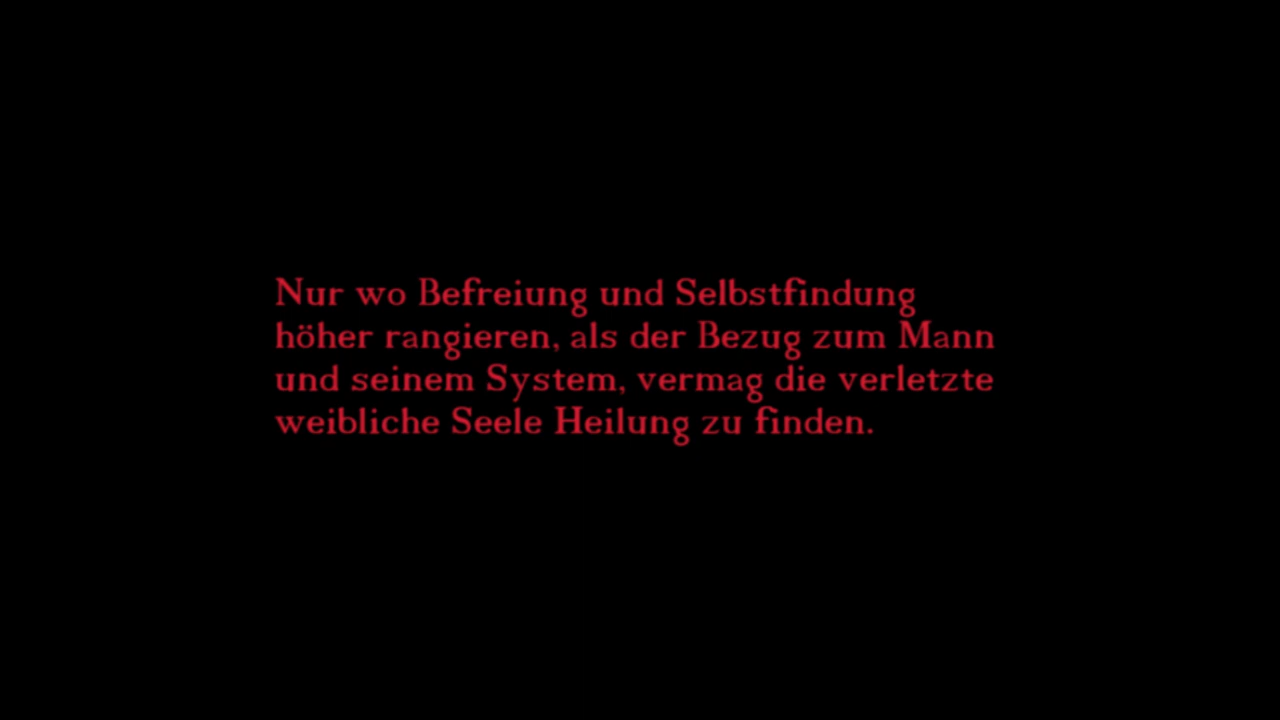 Nur wo Befreiung und Selbstfindung
höher rangieren, als der Bezug zum Mann
und seinem System, vermag die verletzte
weibliche Seele Heilung zu finden.